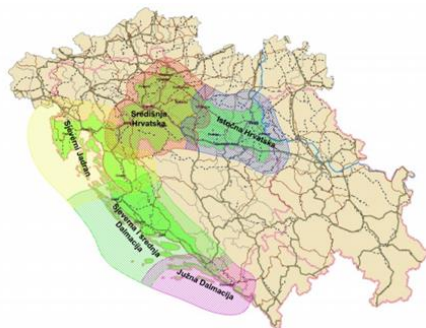 Središnja
Hrvatska
Istočna Hrvatska
Sjeverni Jadran
Sjeverna i srednja
Dalmacija
Južna Dalmacija